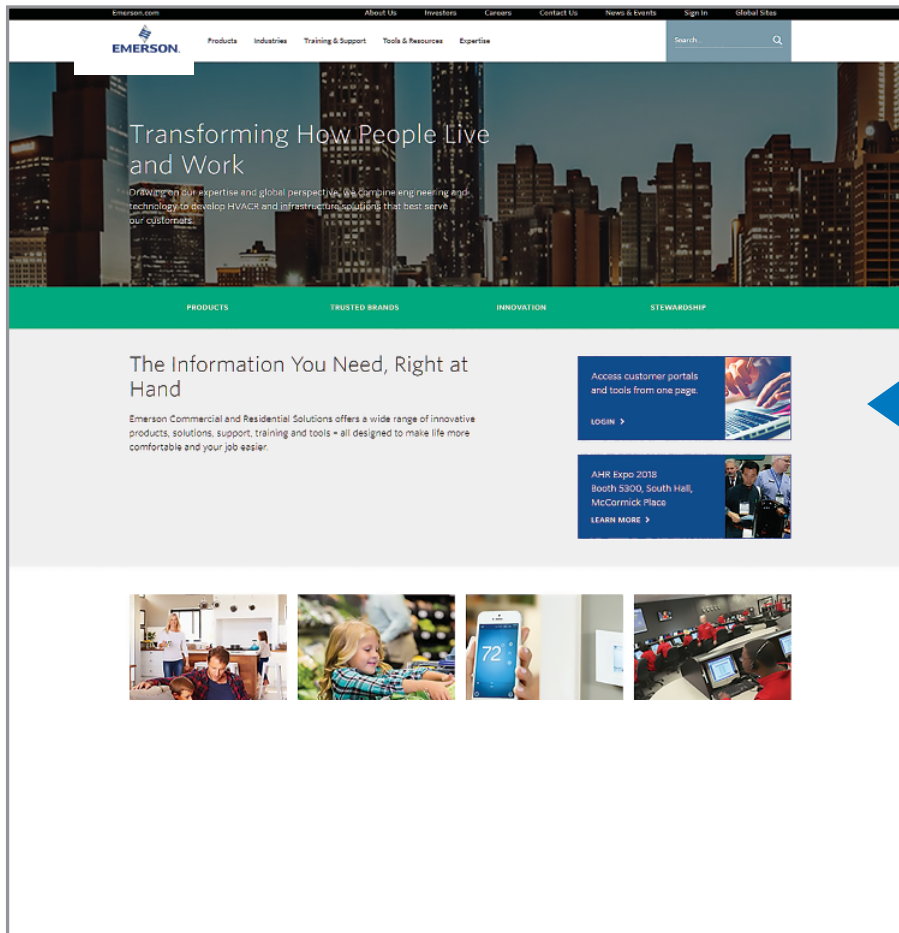 Emerson.com About Us Investors Careers Contact Us News & Events Sign In Global Sites
EMERSON. Products Industries Training & Support Tools & Resources Expertise Search...
Transforming How People Live
and Work
Drawing on our expertise and global perspective, we combine engineering and
technology to develop HVACR and infrastructure solutions that best serve
our customers.
PRODUCTS TRUSTED BRANDS INNOVATION STEWARDSHIP
The Information You Need, Right at
Hand
Emerson Commercial and Residential Solutions offers a wide range of innovative
products, solutions, support, training and tools – all designed to make life more
comfortable and your job easier.
Access customer portals
and tools from one page.
LOGIN >
AHR Expo 2018
Booth 5300, South Hall,
McCormick Place
LEARN MORE >
72°